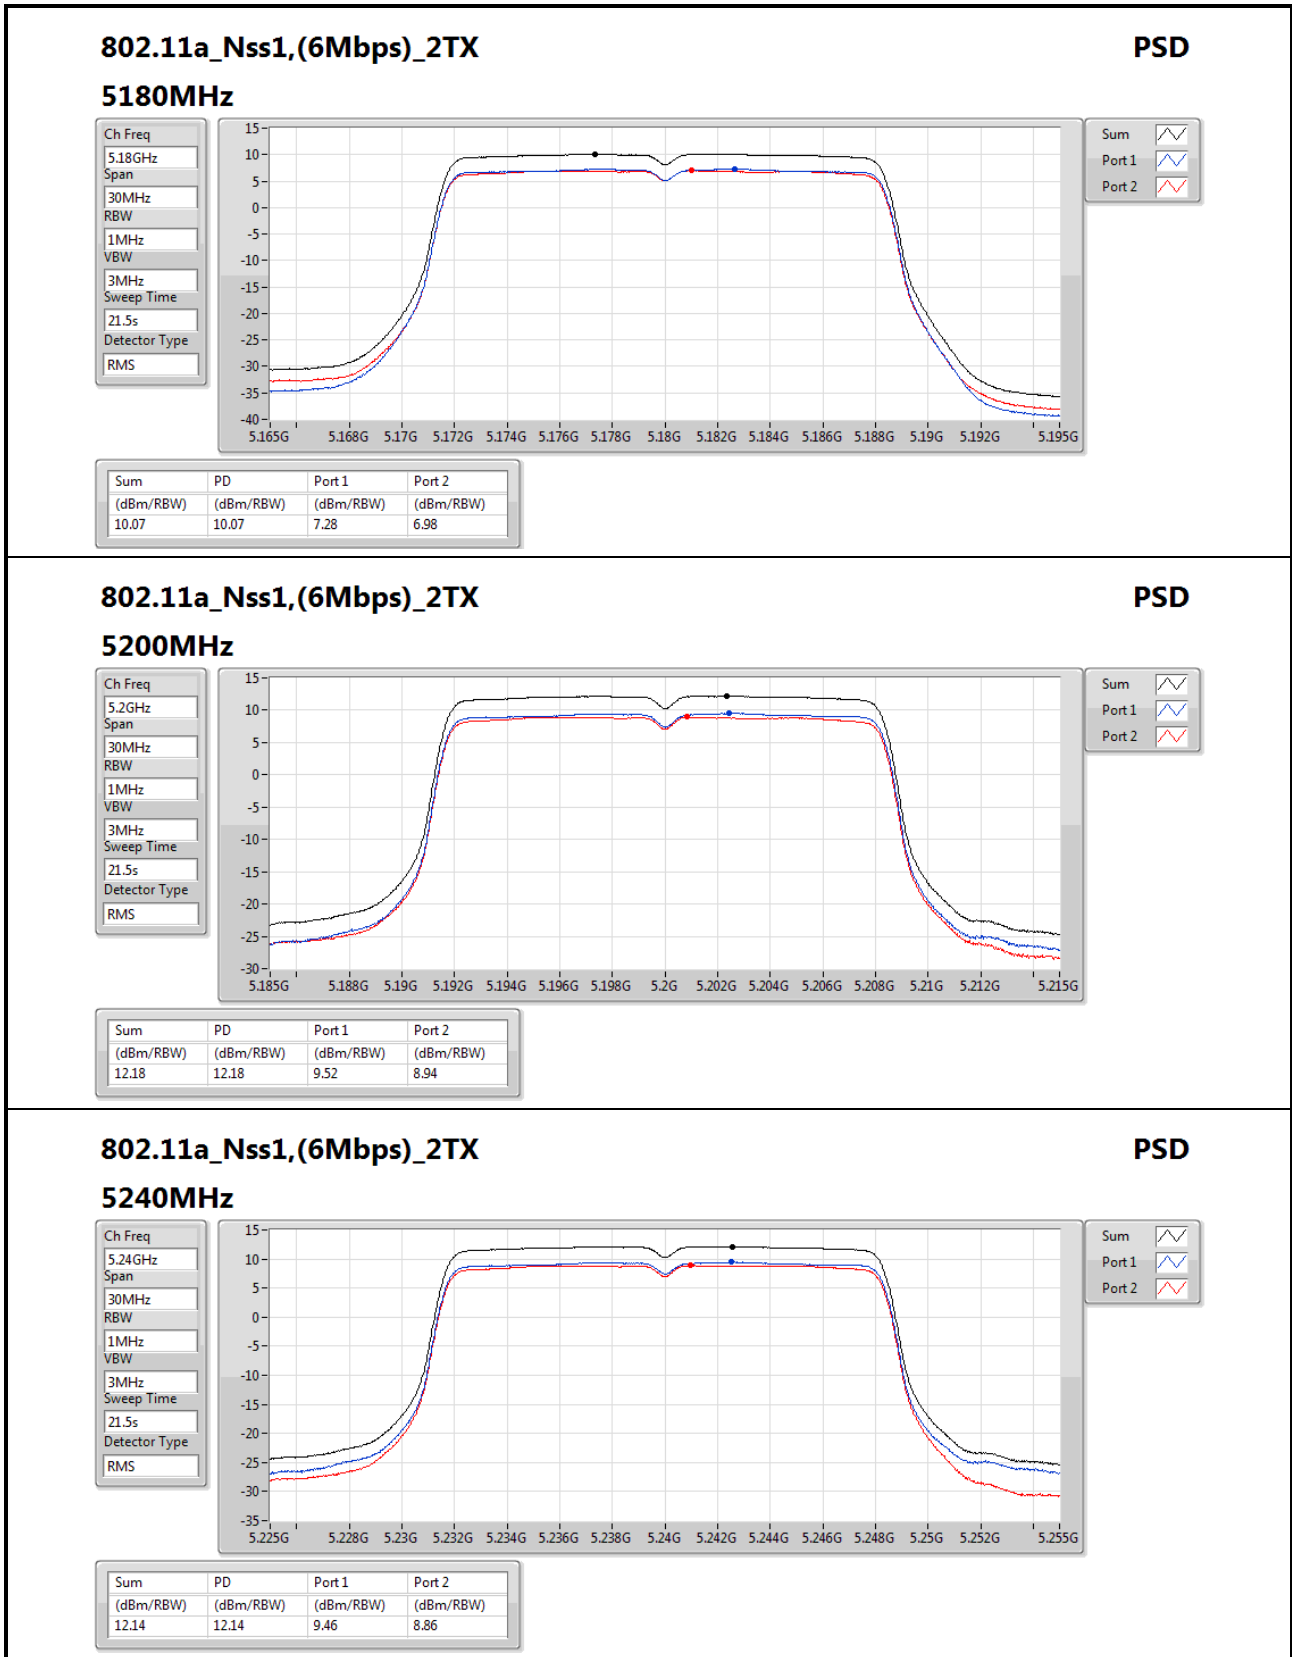 802.11a_Nss1,(6Mbps)_2TX PSD
5180MHz
Ch Freq
5.18GHz
Span
30MHz
RBW
1MHz
VBW
3MHz
Sweep Time
21.5s
Detector Type
RMS
15
10
5
0
-5
-10
-15
-20
-25
-30
-35
-40
5.165G 5.168G 5.17G 5.172G 5.174G 5.176G 5.178G 5.18G 5.182G 5.184G 5.186G 5.188G 5.19G 5.192G 5.195G
Sum
Port 1
Port 2
Sum PD Port 1 Port 2
(dBm/RBW) (dBm/RBW) (dBm/RBW) (dBm/RBW)
10.07 10.07 7.28 6.98
802.11a_Nss1,(6Mbps)_2TX PSD
5200MHz
Ch Freq
5.2GHz
Span
30MHz
RBW
1MHz
VBW
3MHz
Sweep Time
21.5s
Detector Type
RMS
15
10
5
0
-5
-10
-15
-20
-25
-30
5.185G 5.188G 5.19G 5.192G 5.194G 5.196G 5.198G 5.2G 5.202G 5.204G 5.206G 5.208G 5.21G 5.212G 5.215G
Sum
Port 1
Port 2
Sum PD Port 1 Port 2
(dBm/RBW) (dBm/RBW) (dBm/RBW) (dBm/RBW)
12.18 12.18 9.52 8.94
802.11a_Nss1,(6Mbps)_2TX PSD
5240MHz
Ch Freq
5.24GHz
Span
30MHz
RBW
1MHz
VBW
3MHz
Sweep Time
21.5s
Detector Type
RMS
15
10
5
0
-5
-10
-15
-20
-25
-30
-35
5.225G 5.228G 5.23G 5.232G 5.234G 5.236G 5.238G 5.24G 5.242G 5.244G 5.246G 5.248G 5.25G 5.252G 5.255G
Sum
Port 1
Port 2
Sum PD Port 1 Port 2
(dBm/RBW) (dBm/RBW) (dBm/RBW) (dBm/RBW)
12.14 12.14 9.46 8.86